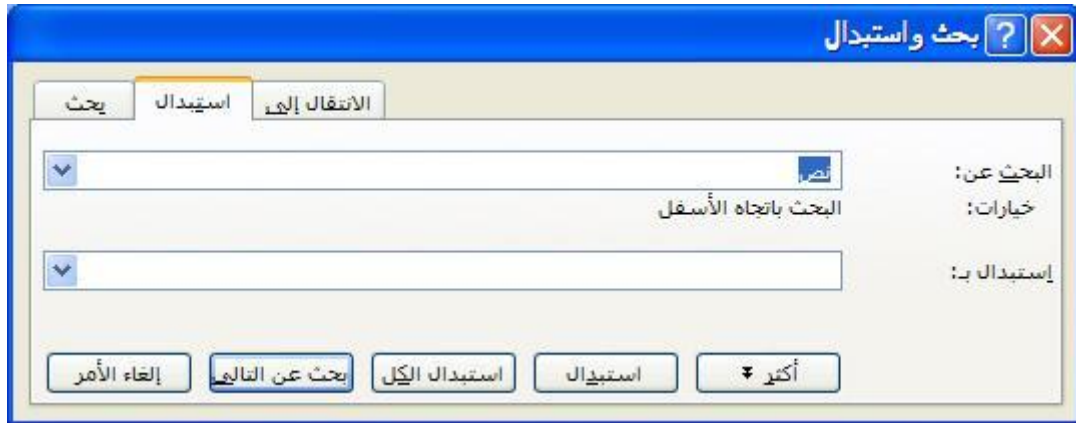 بحث واستبدال
بحث استبدال الانتقال إلى
البحث عن: نص
خيارات: البحث باتجاه الأسفل
إستبدال بـ:
أكثر استبدال استبدال الكل بحث عن التالي إلغاء الأمر